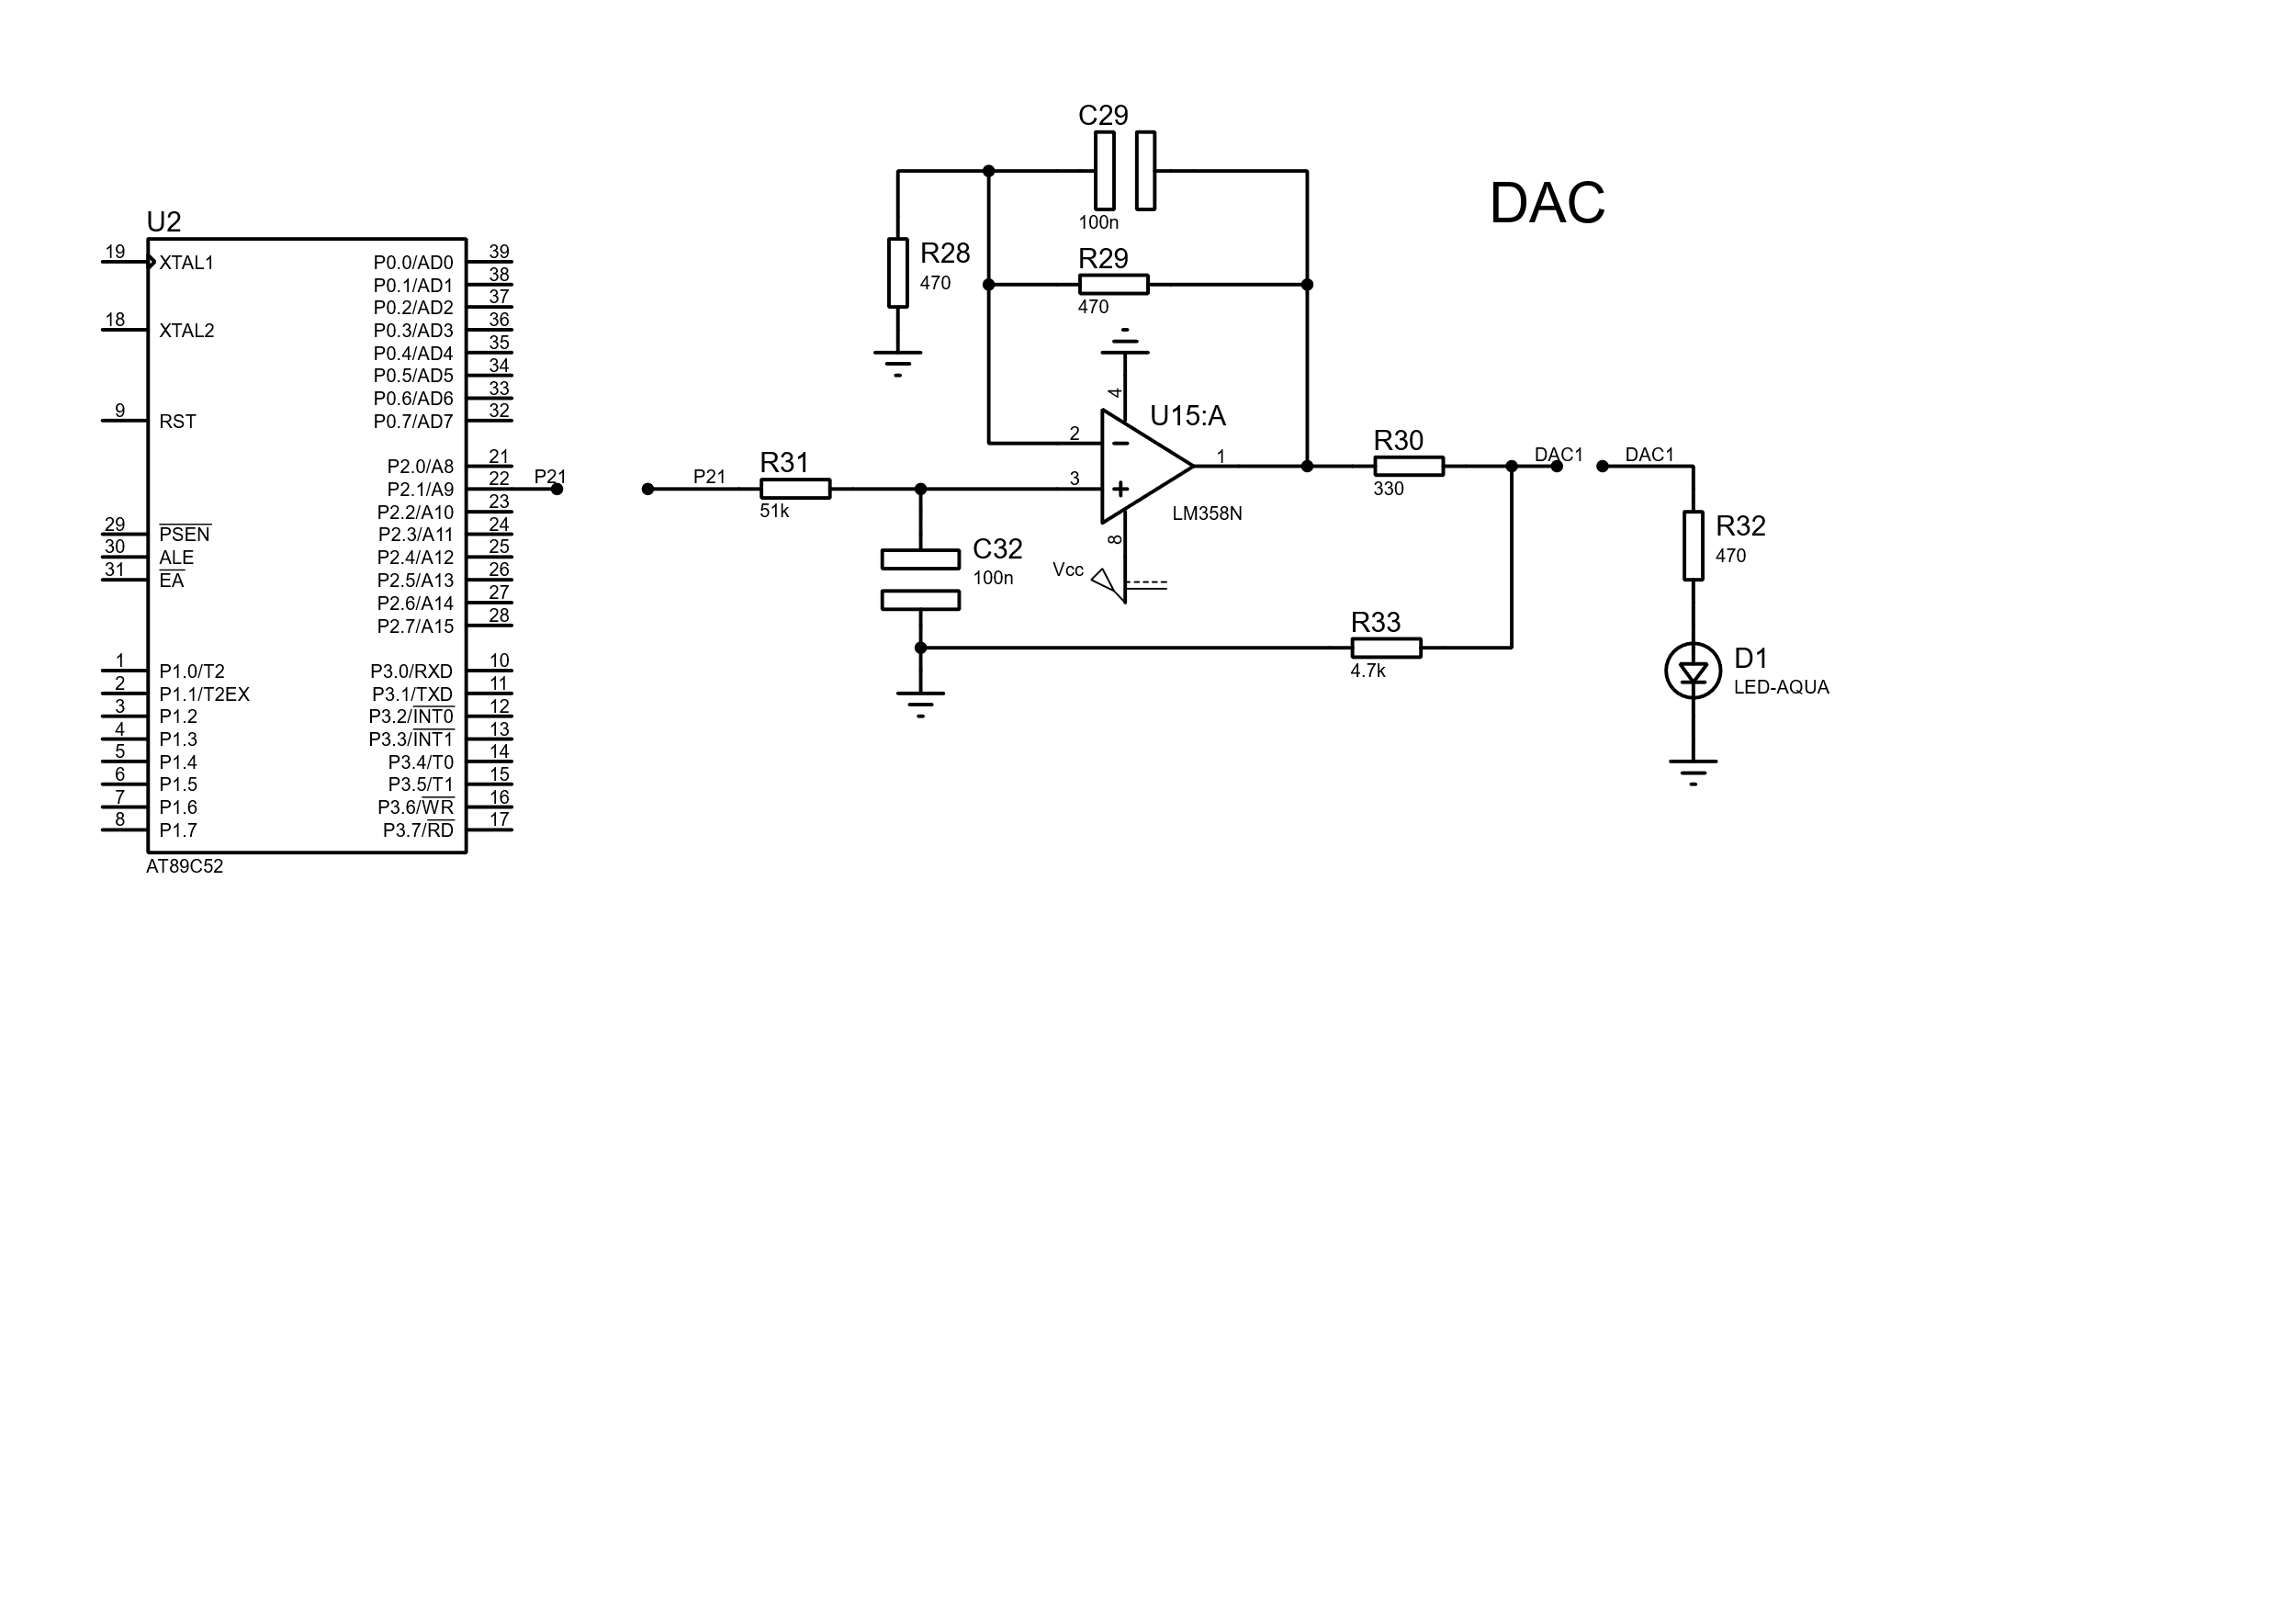 DAC
U2
19 XTAL1
18 XTAL2
9 RST
29 PSEN
30 ALE
31 EA
1 P1.0/T2
2 P1.1/T2EX
3 P1.2
4 P1.3
5 P1.4
6 P1.5
7 P1.6
8 P1.7
P0.0/AD0 39
P0.1/AD1 38
P0.2/AD2 37
P0.3/AD3 36
P0.4/AD4 35
P0.5/AD5 34
P0.6/AD6 33
P0.7/AD7 32
P2.0/A8 21
P2.1/A9 22
P2.2/A10 23
P2.3/A11 24
P2.4/A12 25
P2.5/A13 26
P2.6/A14 27
P2.7/A15 28
P3.0/RXD 10
P3.1/TXD 11
P3.2/INT0 12
P3.3/INT1 13
P3.4/T0 14
P3.5/T1 15
P3.6/WR 16
P3.7/RD 17
AT89C52
P21
P21
R31
51k
C32
100n
R28
470
C29
100n
R29
470
4
2
3
1
8
U15:A
LM358N
Vcc
R30
330
R33
4.7k
DAC1
DAC1
R32
470
D1
LED-AQUA